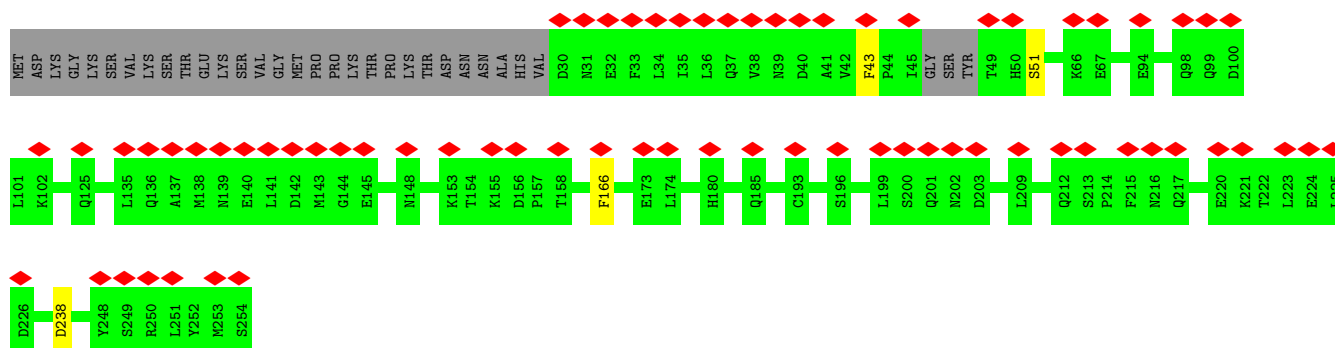 MET ASP LYS GLY LYS SER VAL LYS SER THR GLU LYS SER VAL GLY MET PRO PRO LYS THR PRO LYS THR ASP ASN ASN ALA HIS VAL D30 N31 E32 F33 L34 I35 L36 Q37 V38 N39 D40 A41 V42 F43 P44 I45 GLY SER TYR T49 H50 S51 K66 E67 E94 Q98 Q99 D100
L101 K102 Q125 L135 Q136 A137 M138 N139 E140 L141 D142 M143 G144 E145 N148 K153 T154 K155 D156 P157 T158 F166 E173 L174 H180 Q185 C193 S196 L199 S200 Q201 N202 D203 L209 Q212 S213 P214 F215 N216 Q217 E220 K221 T222 L223 E224
D226 D238 Y248 S249 R250 L251 Y252 M253 S254